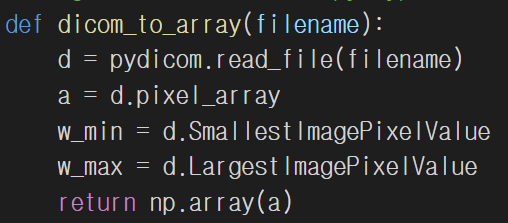 def dicom_to_array(filename):
    d = pydicom.read_file(filename)
    a = d.pixel_array
    w_min = d.SmallestImagePixelValue
    w_max = d.LargestImagePixelValue
    return np.array(a)